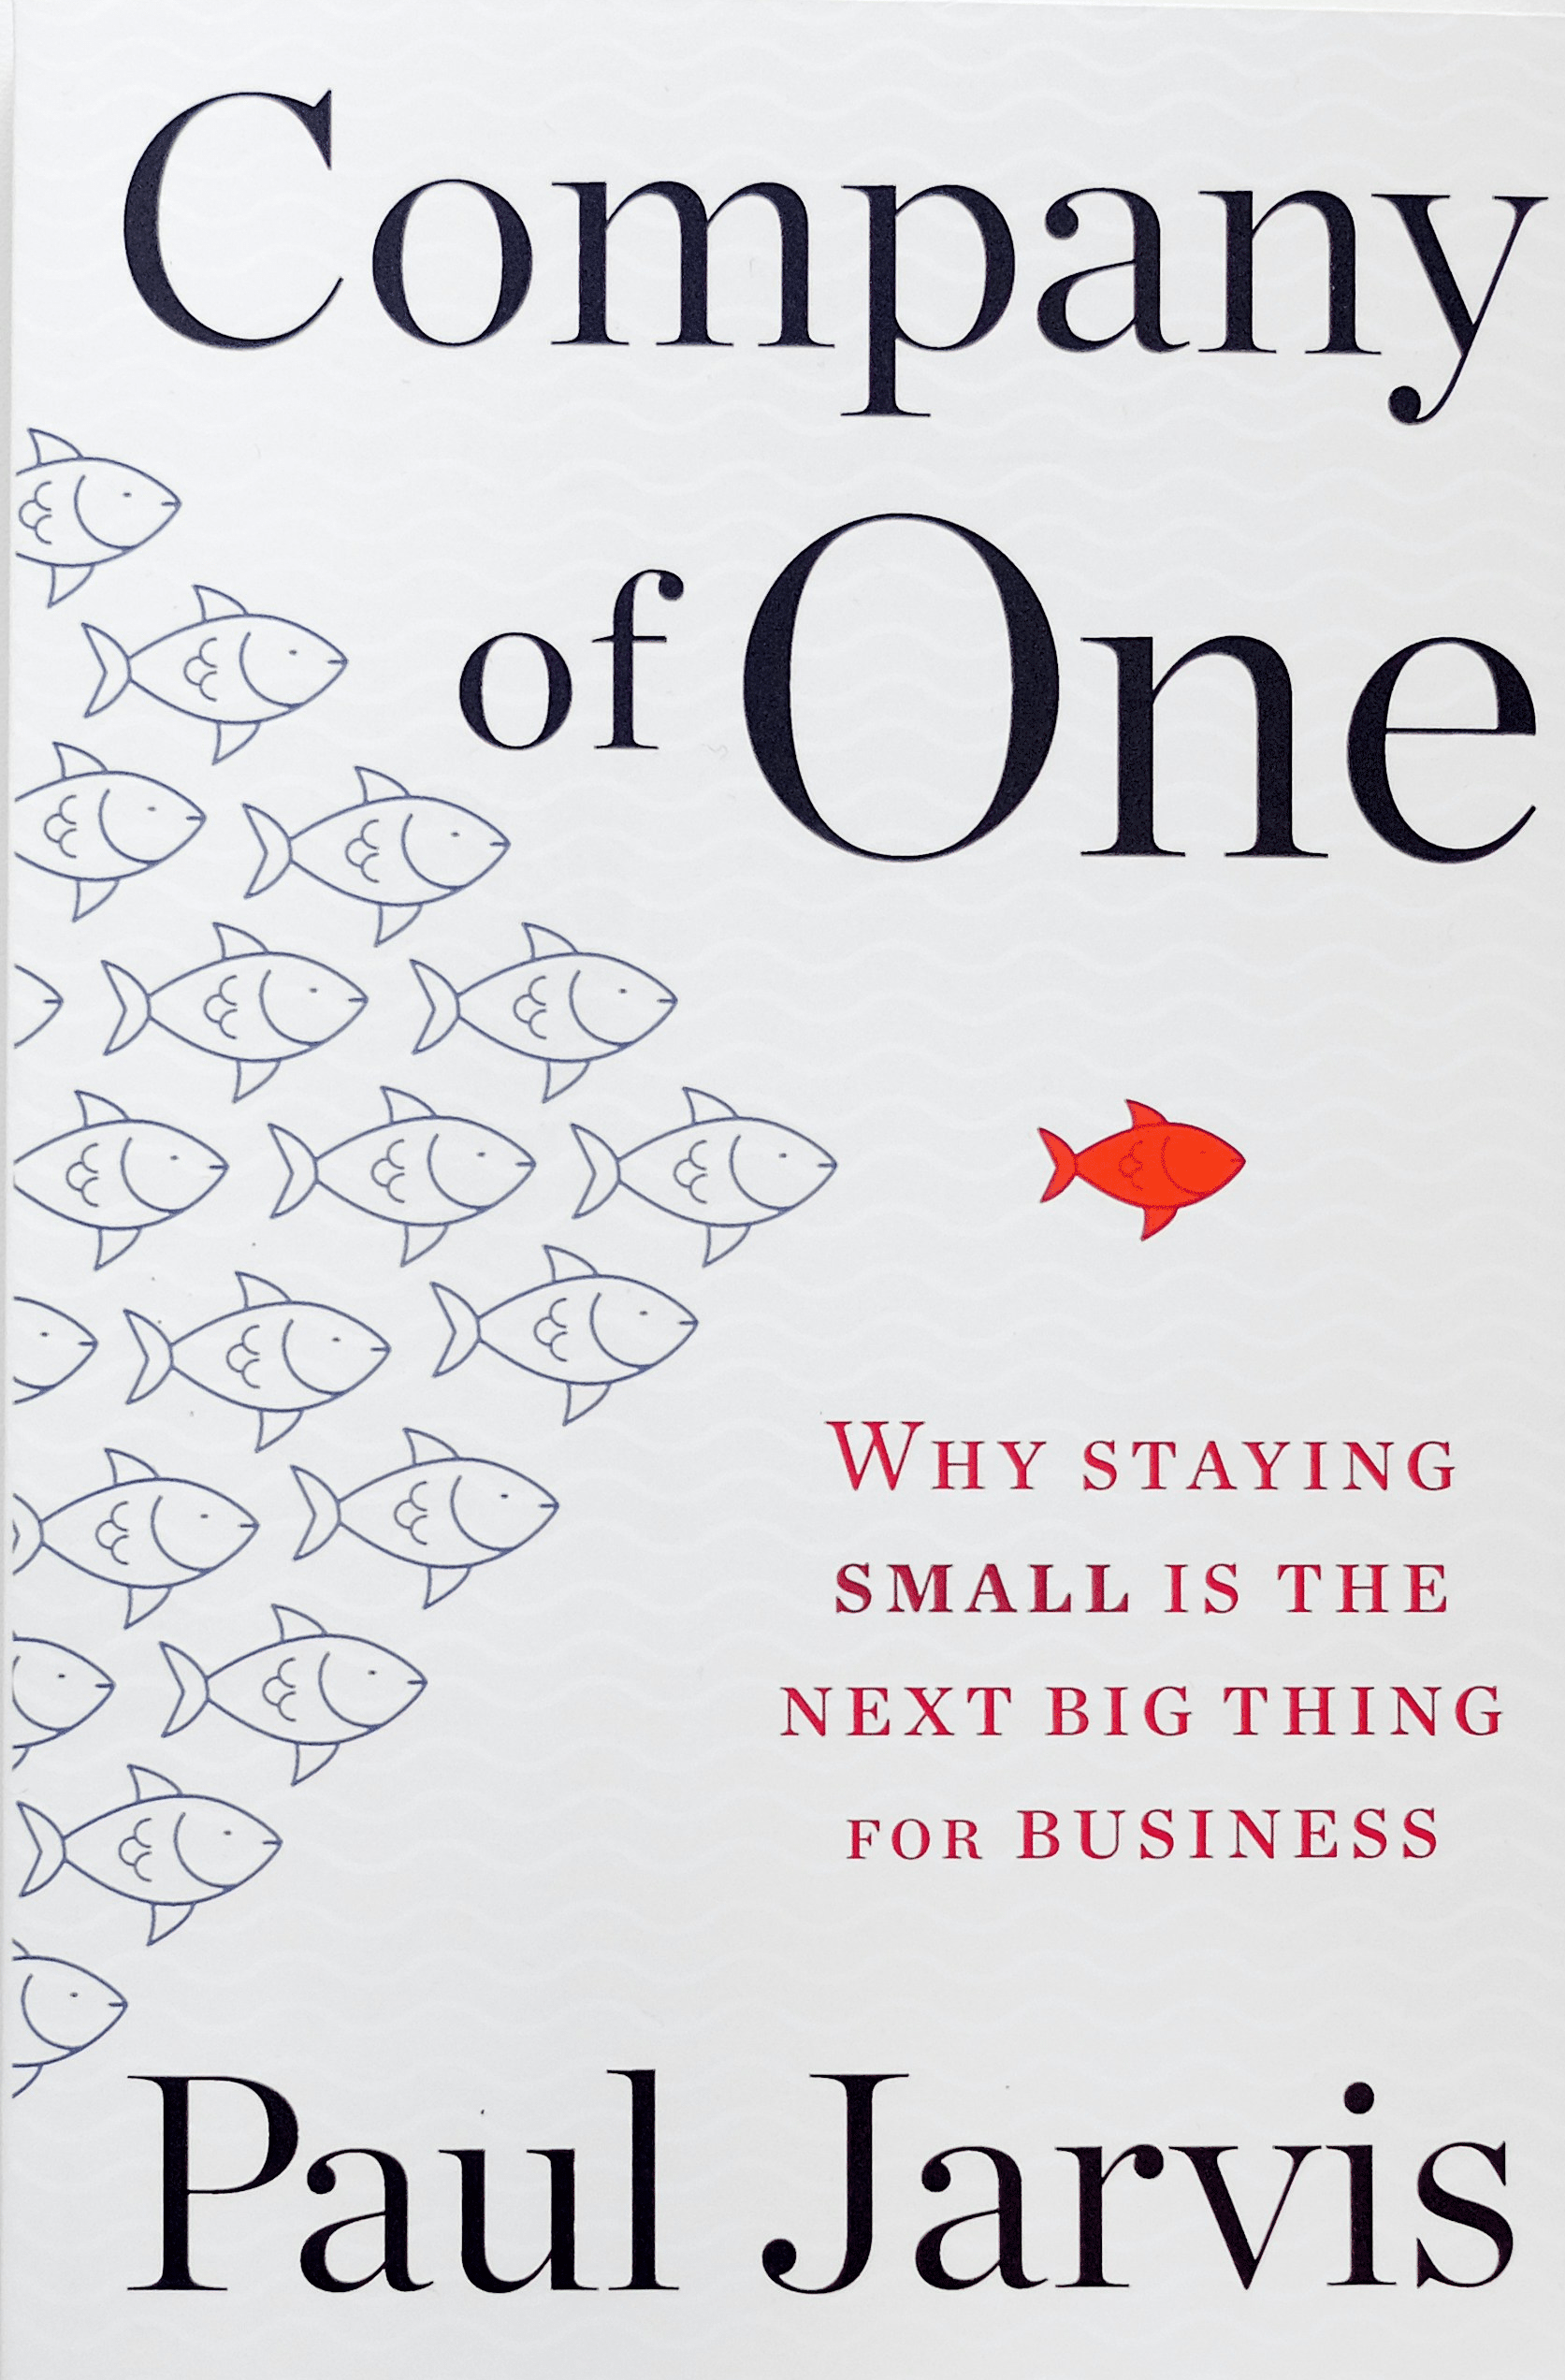 Company
of One
WHY STAYING
SMALL IS THE
NEXT BIG THING
FOR BUSINESS
Paul Jarvis